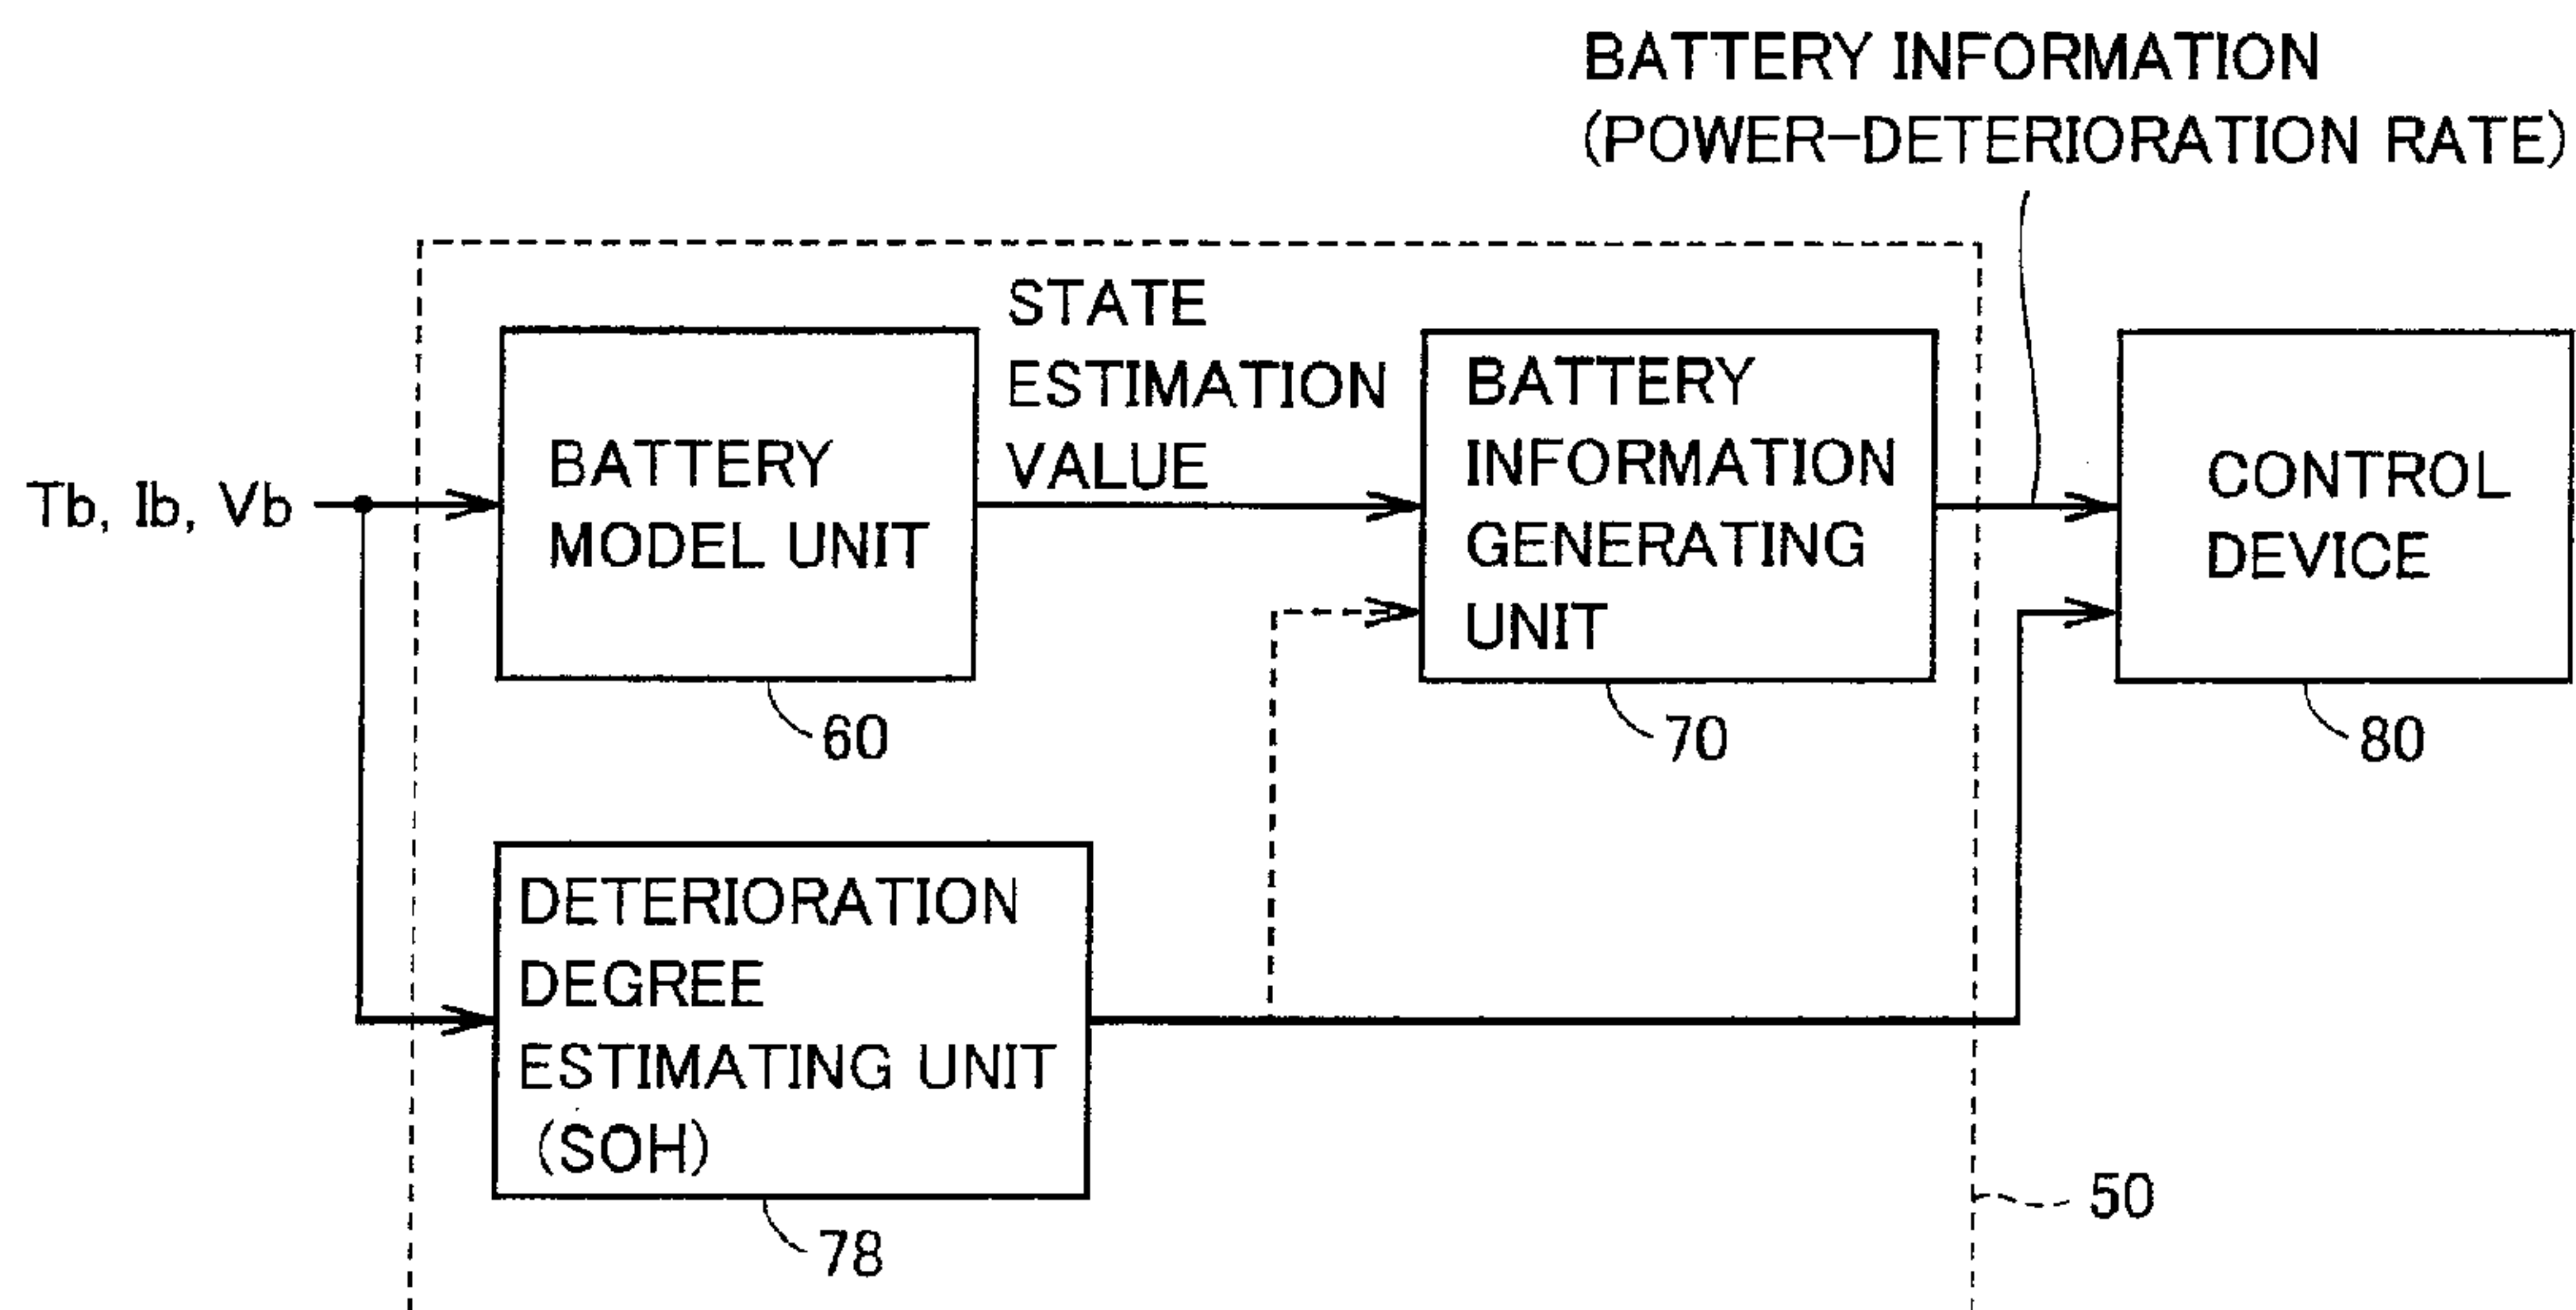 BATTERY INFORMATION
(POWER-DETERIORATION RATE)
STATE
ESTIMATION
VALUE
Tb, Ib, Vb
BATTERY
MODEL UNIT
60
BATTERY
INFORMATION
GENERATING
UNIT
70
CONTROL
DEVICE
80
DETERIORATION
DEGREE
ESTIMATING UNIT
(SOH)
78
50